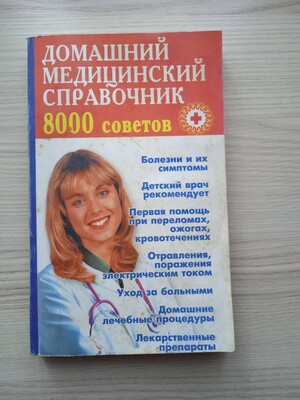 ДОМАШНИЙ
МЕДИЦИНСКИЙ
СПРАВОЧНИК
8000 советов
Болезни и их
симптомы
Детский врач
рекомендует
Первая помощь
при переломах,
ожогах,
кровотечениях
Отравления,
поражения
электрическим током
Уход за больными
Домашние
лечебные процедуры
Лекарственные
препараты